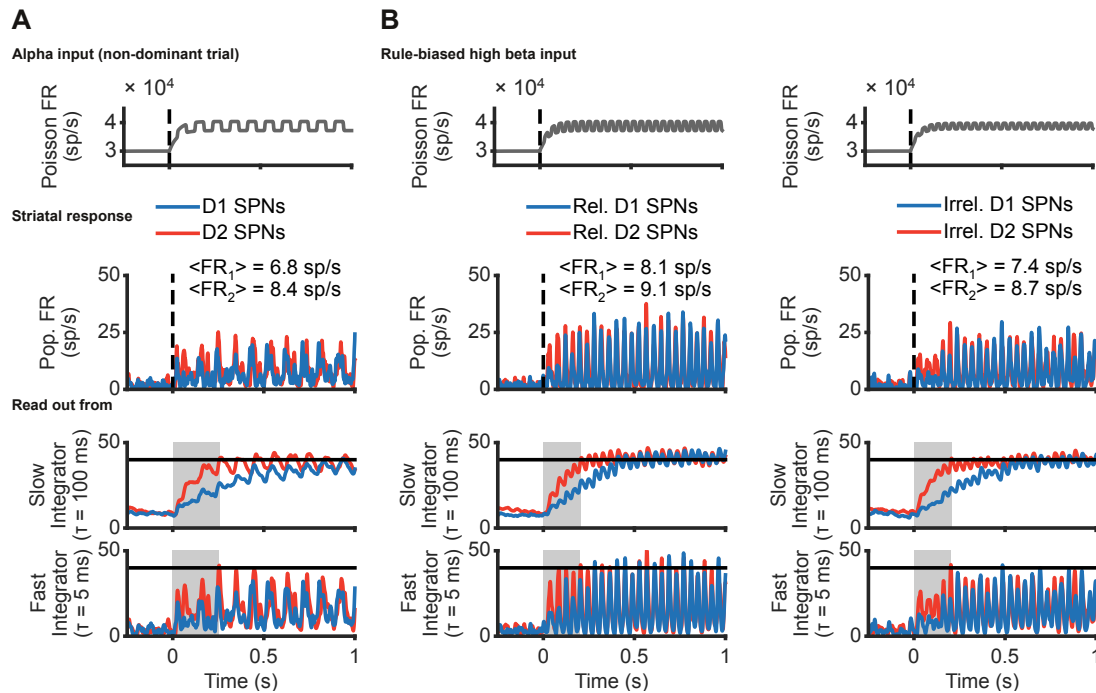 A
Alpha input (non-dominant trial)
× 10⁴
Poisson FR
(sp/s)
4
3
D1 SPNs
D2 SPNs
Striatal response
<FR₁> = 6.8 sp/s
<FR₂> = 8.4 sp/s
Pop. FR
(sp/s)
50
25
0
Read out from
Slow
Integrator
(τ = 100 ms)
50
0
Fast
Integrator
(τ = 5 ms)
50
0
0
0.5
1
Time (s)
B
Rule-biased high beta input
× 10⁴
Poisson FR
(sp/s)
4
3
Rel. D1 SPNs
Rel. D2 SPNs
<FR₁> = 8.1 sp/s
<FR₂> = 9.1 sp/s
Pop. FR
(sp/s)
50
25
0
Slow
Integrator
(τ = 100 ms)
50
0
Fast
Integrator
(τ = 5 ms)
50
0
0
0.5
1
Time (s)
× 10⁴
Poisson FR
(sp/s)
4
3
Irrel. D1 SPNs
Irrel. D2 SPNs
<FR₁> = 7.4 sp/s
<FR₂> = 8.7 sp/s
Pop. FR
(sp/s)
50
25
0
Slow
Integrator
(τ = 100 ms)
50
0
Fast
Integrator
(τ = 5 ms)
50
0
0
0.5
1
Time (s)